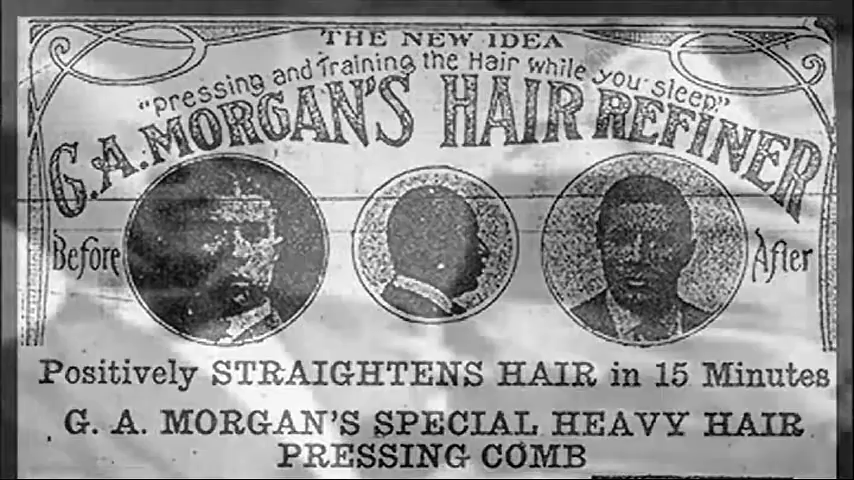 THE NEW IDEA
"pressing and Training the Hair while you sleep."
G.A. MORGAN'S HAIR REFINER
Before
After
Positively STRAIGHTENS HAIR in 15 Minutes
G. A. MORGAN'S SPECIAL HEAVY HAIR
PRESSING COMB